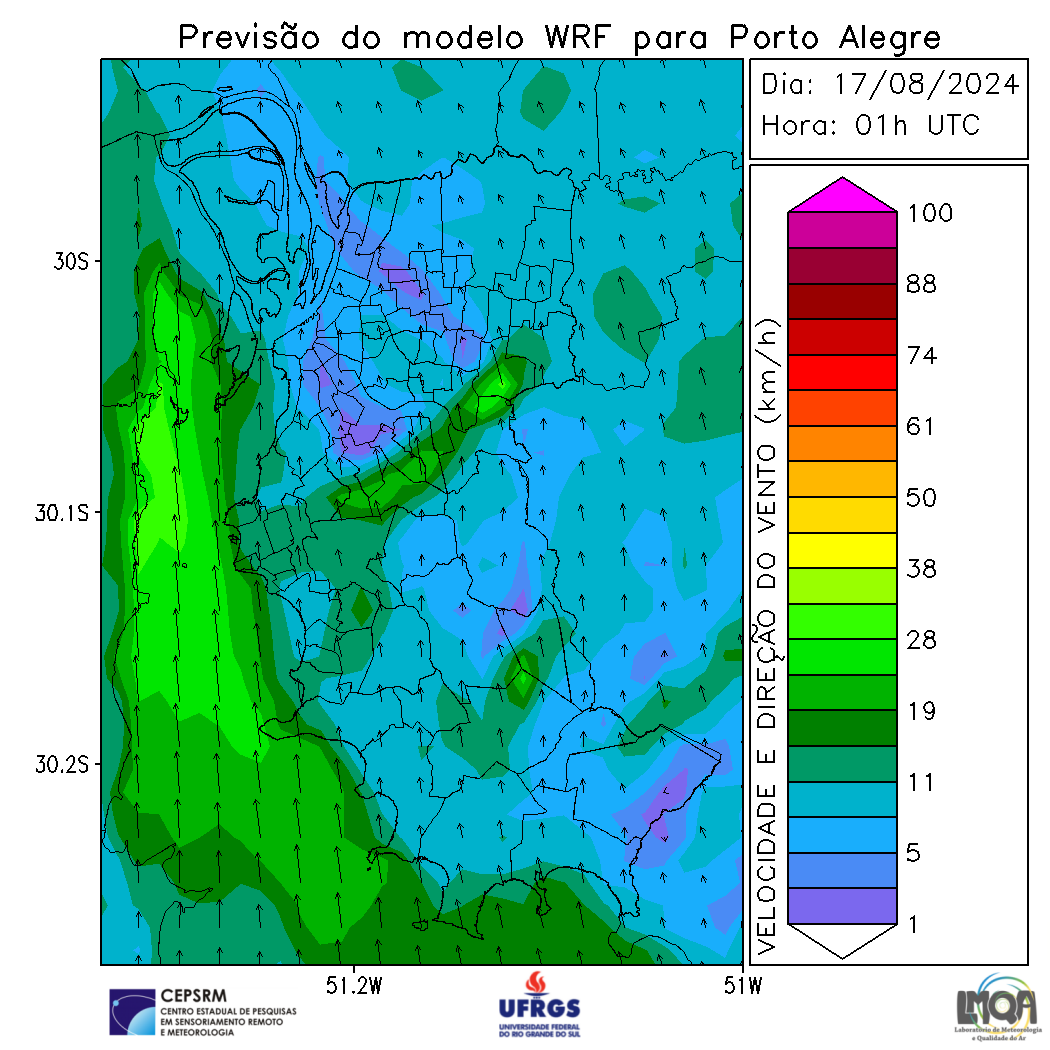 Previsão do modelo WRF para Porto Alegre
Dia: 17/08/2024
Hora: 01h UTC
30S
30.1S
30.2S
51.2W
51W
VELOCIDADE E DIREÇÃO DO VENTO (km/h)
100
88
74
61
50
38
28
19
11
5
1
CEPSRM
CENTRO ESTADUAL DE PESQUISAS
EM SENSORIAMENTO REMOTO
E METEOROLOGIA
UFRGS
UNIVERSIDADE FEDERAL
DO RIO GRANDE DO SUL
LMQA
Laboratório de Meteorologia
e Qualidade do Ar